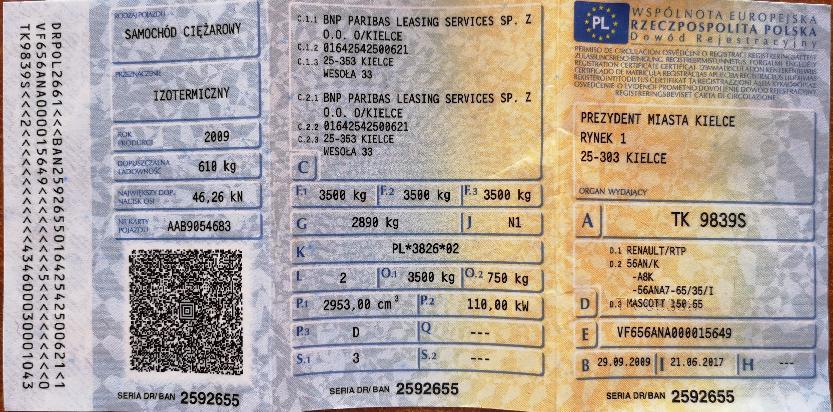 DRPOL2661<<<BAN25926550164254250062<1<1
VF656ANA000015649<<<<<<<<<5<<<<<<<<<<0
RODZAJ POJAZDU
SAMOCHÓD CIĘŻAROWY
PRZEZNACZENIE
IZOTERMICZNY
ROK PRODUKCJI
2009
DOPUSZCZALNA ŁADOWNOŚĆ
610 kg
NAJWIĘKSZY DOP. NACISK OSI
46,26 kN
NR KARTY POJAZDU
AAB9054683
SERIA DR/BAN 2592655
C.1.1 BNP PARIBAS LEASING SERVICES SP. Z
O.O. O/KIELCE
C.1.2 01642542500621
C.1.3 25-353 KIELCE
WESOŁA 33
C.2.1 BNP PARIBAS LEASING SERVICES SP. Z
O.O. O/KIELCE
C.2.2 01642542500621
C.2.3 25-353 KIELCE
WESOŁA 33
C
F.1 3500 kg F.2 3500 kg F.3 3500 kg
G 2890 kg J N1
K PL*3826*02
L 2 O.1 3500 kg O.2 750 kg
P.1 2953,00 cm³ P.2 110,00 kW
P.3 D Q ---
S.1 3 S.2 ---
SERIA DR/BAN 2592655
PL
WSPÓLNOTA EUROPEJSKA
RZECZPOSPOLITA POLSKA
Dowód Rejestracyjny
PREZYDENT MIASTA KIELCE
RYNEK 1
25-303 KIELCE
ORGAN WYDAJĄCY
A TK 9839S
D.1 RENAULT/RTP
D.2 56AN/K
-A8K
-56ANA7-65/35/I
D D.3 MASCOTT 150.65
E VF656ANA000015649
B 29.09.2009 I 21.06.2017 H ---
SERIA DR/BAN 2592655